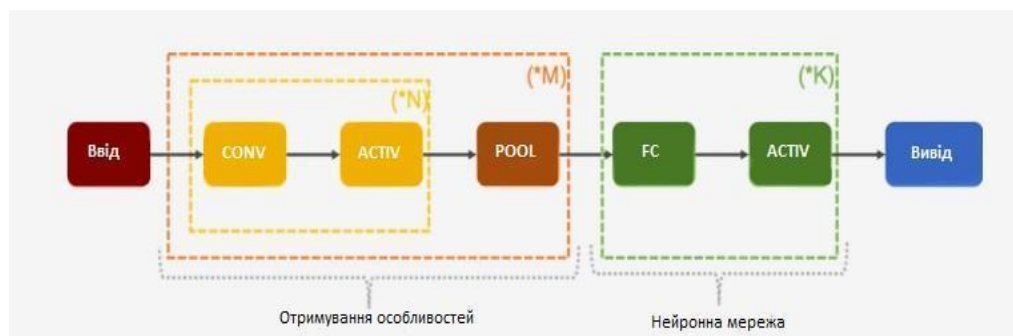 (*M)
(*K)
(*N)
Ввід
CONV
ACTIV
POOL
FC
ACTIV
Вивід
Отримування особливостей
Нейронна мережа